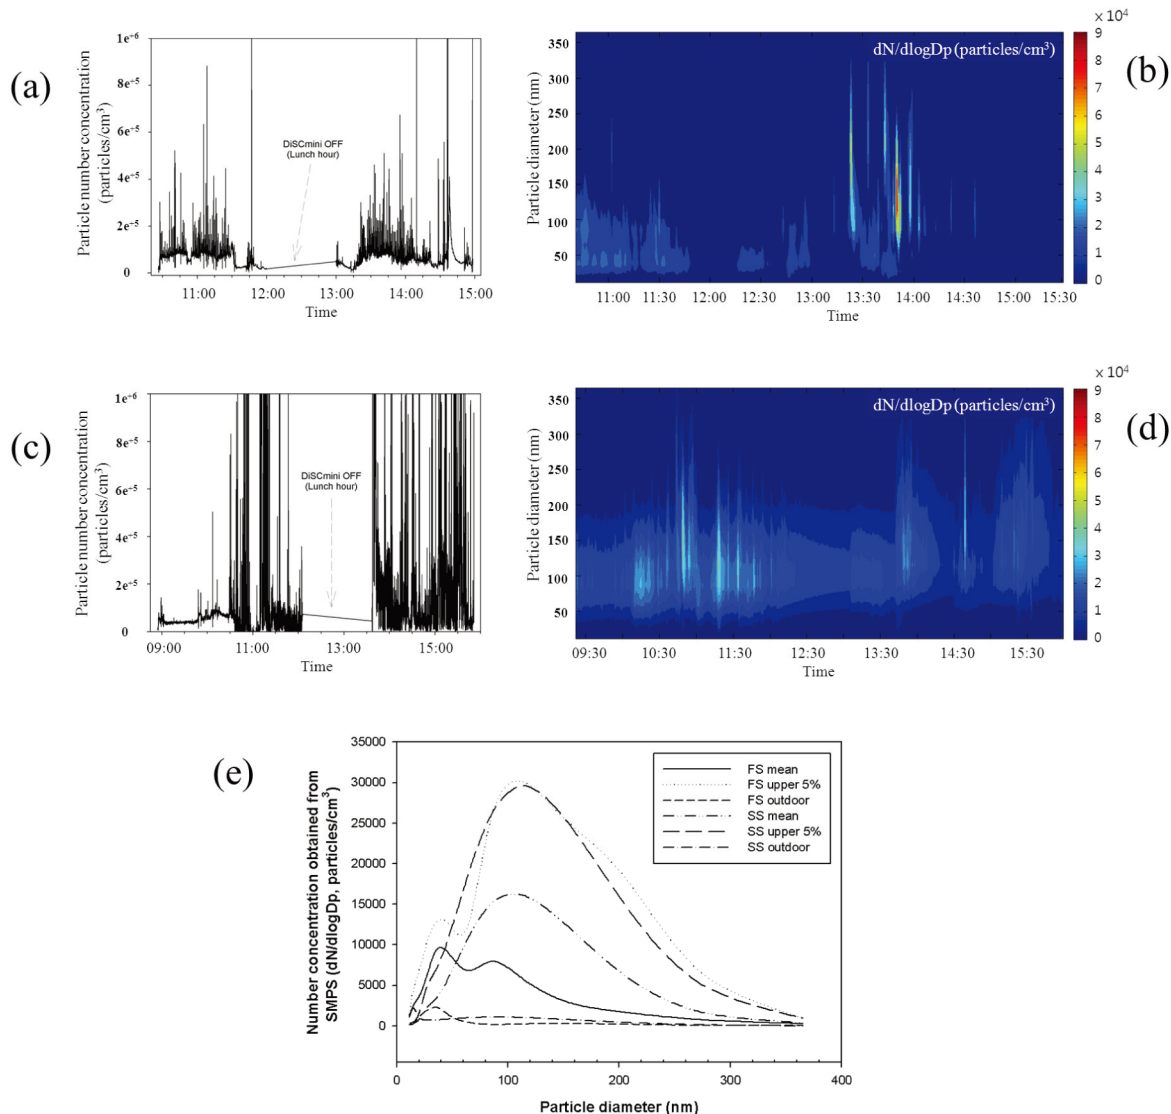 (a)
Particle number concentration
(particles/cm³)
1e+6
8e+5
6e+5
4e+5
2e+5
0
DiSCmini OFF
(Lunch hour)
11:00 12:00 13:00 14:00 15:00
Time
(b)
Particle diameter (nm)
350
300
250
200
150
100
50
dN/dlogDp (particles/cm³)
11:00 11:30 12:00 12:30 13:00 13:30 14:00 14:30 15:00 15:30
Time
× 10⁴
9
8
7
6
5
4
3
2
1
0
(c)
Particle number concentration
(particles/cm³)
1e+6
8e+5
6e+5
4e+5
2e+5
0
DiSCmini OFF
(Lunch hour)
09:00 11:00 13:00 15:00
Time
(d)
Particle diameter (nm)
350
300
250
200
150
100
50
dN/dlogDp (particles/cm³)
09:30 10:30 11:30 12:30 13:30 14:30 15:30
Time
× 10⁴
9
8
7
6
5
4
3
2
1
0
(e)
Number concentration obtained from
SMPS (dN/dlogDp, particles/cm³)
35000
30000
25000
20000
15000
10000
5000
0
FS mean
FS upper 5%
FS outdoor
SS mean
SS upper 5%
SS outdoor
0 100 200 300 400
Particle diameter (nm)